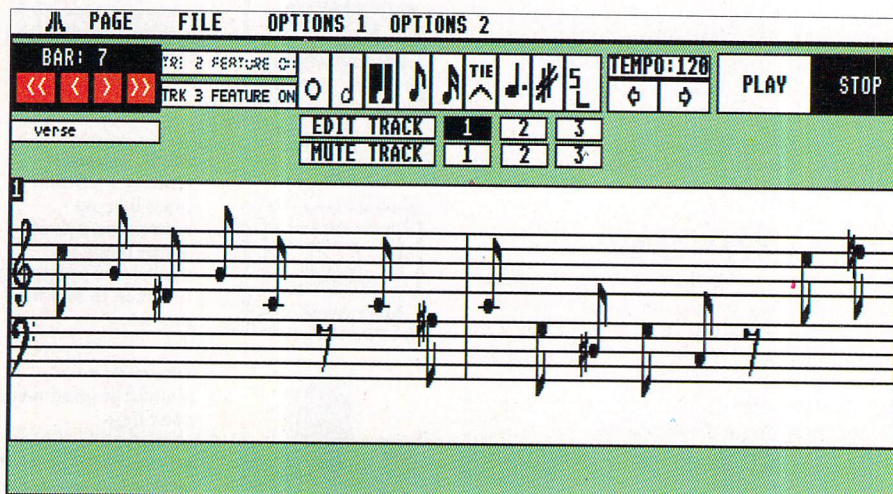 PAGE FILE OPTIONS 1 OPTIONS 2
BAR: 7
<< < > >>
TRK 2 FEATURE
TRK 3 FEATURE ON
TIE
5 L
TEMPO:120
PLAY STOP
verse
EDIT TRACK 1 2 3
MUTE TRACK 1 2 3
1